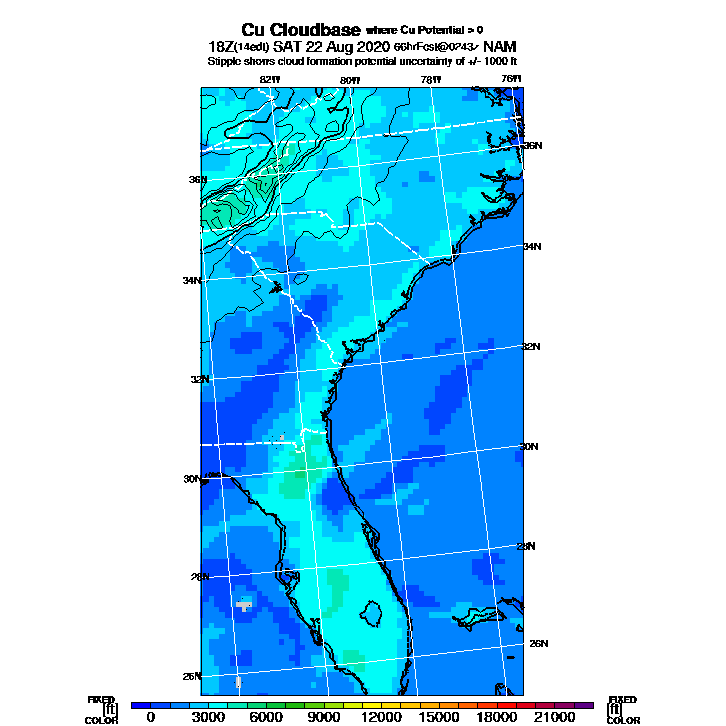 Cu Cloudbase where Cu Potential > 0
18Z(14edt) SAT 22 Aug 2020 66hrFcst@0243z NAM
Stipple shows cloud formation potential uncertainty of +/- 1000 ft
82W 80W 78W 76W
36N
36N
34N
34N
32N
32N
30N
30N
28N
28N
26N
26N
FIXED FIXED
[ft] [ft]
COLOR COLOR
0 3000 6000 9000 12000 15000 18000 21000